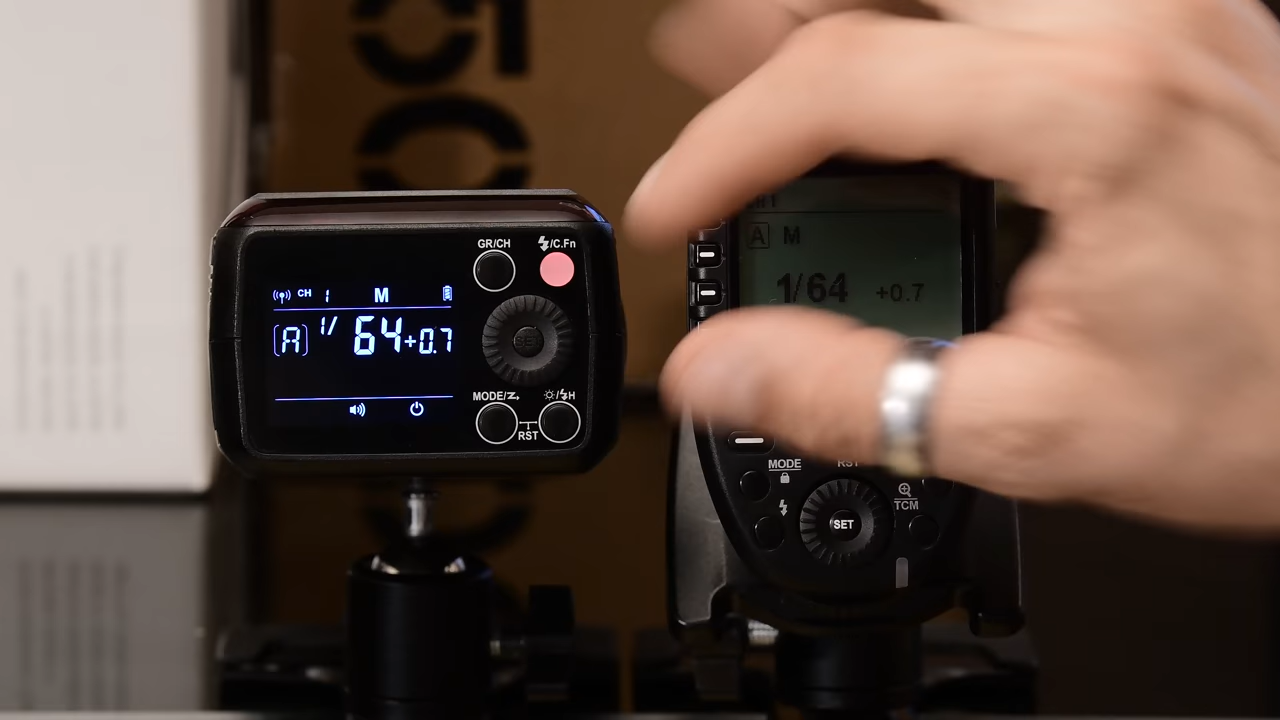 GR/CH
/C.Fn
CH 1 M
A 1/ 64+0.7
SET
MODE/
/H
RST
A M
1/64 +0.7
MODE
RST
TCM
SET